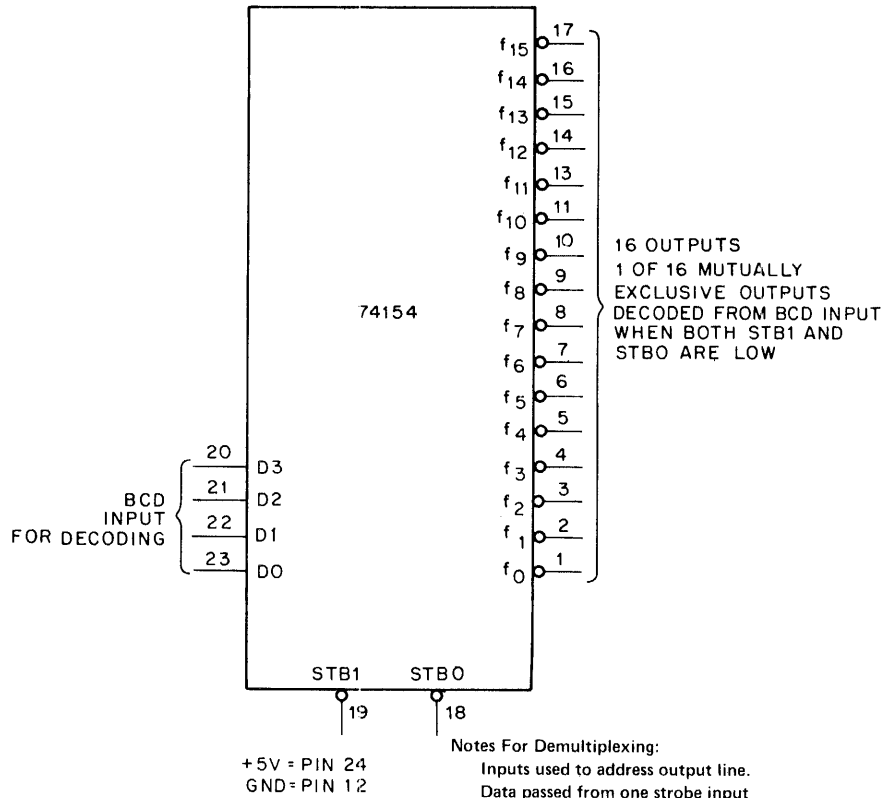 f15 17
f14 16
f13 15
f12 14
f11 13
f10 11
f9 10
f8 9
f7 8
f6 7
f5 6
f4 5
f3 4
f2 3
f1 2
f0 1
16 OUTPUTS
1 OF 16 MUTUALLY
EXCLUSIVE OUTPUTS
DECODED FROM BCD INPUT
WHEN BOTH STB1 AND
STB0 ARE LOW
74154
20 D3
21 D2
22 D1
23 D0
BCD
INPUT
FOR DECODING
STB1 STB0
19 18
+5V = PIN 24
GND = PIN 12
Notes For Demultiplexing:
Inputs used to address output line.
Data passed from one strobe input